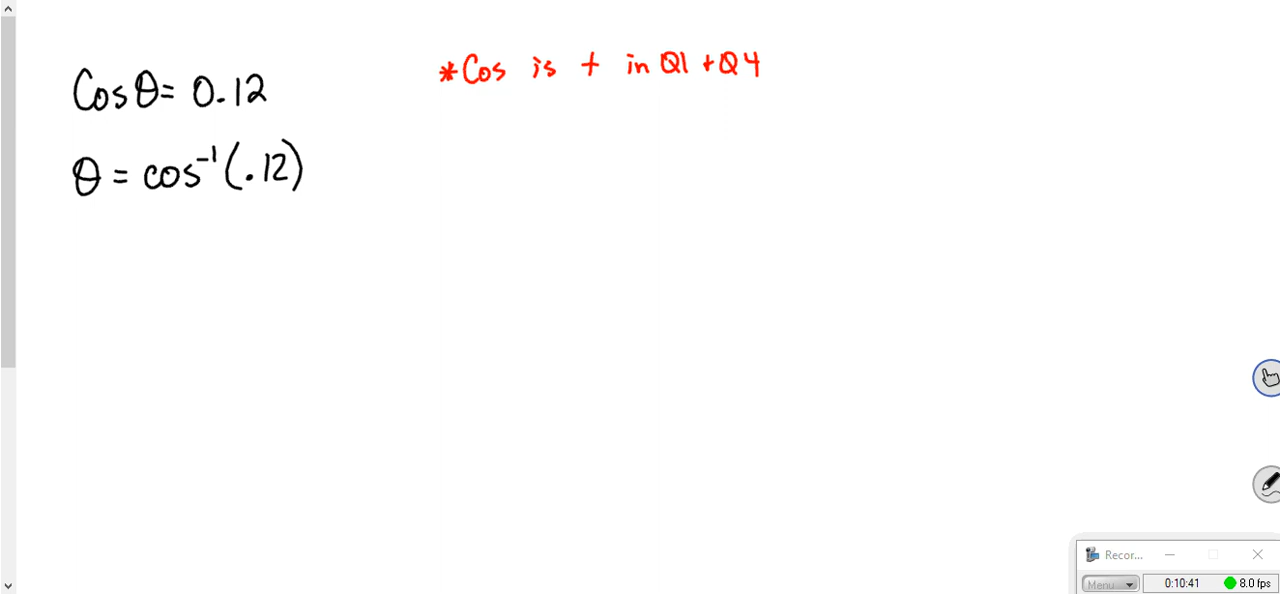 Cos θ = 0.12
*Cos is + in Q1 + Q4
θ = cos⁻¹(.12)
Recor...
Menu
0:10:41
8.0 fps